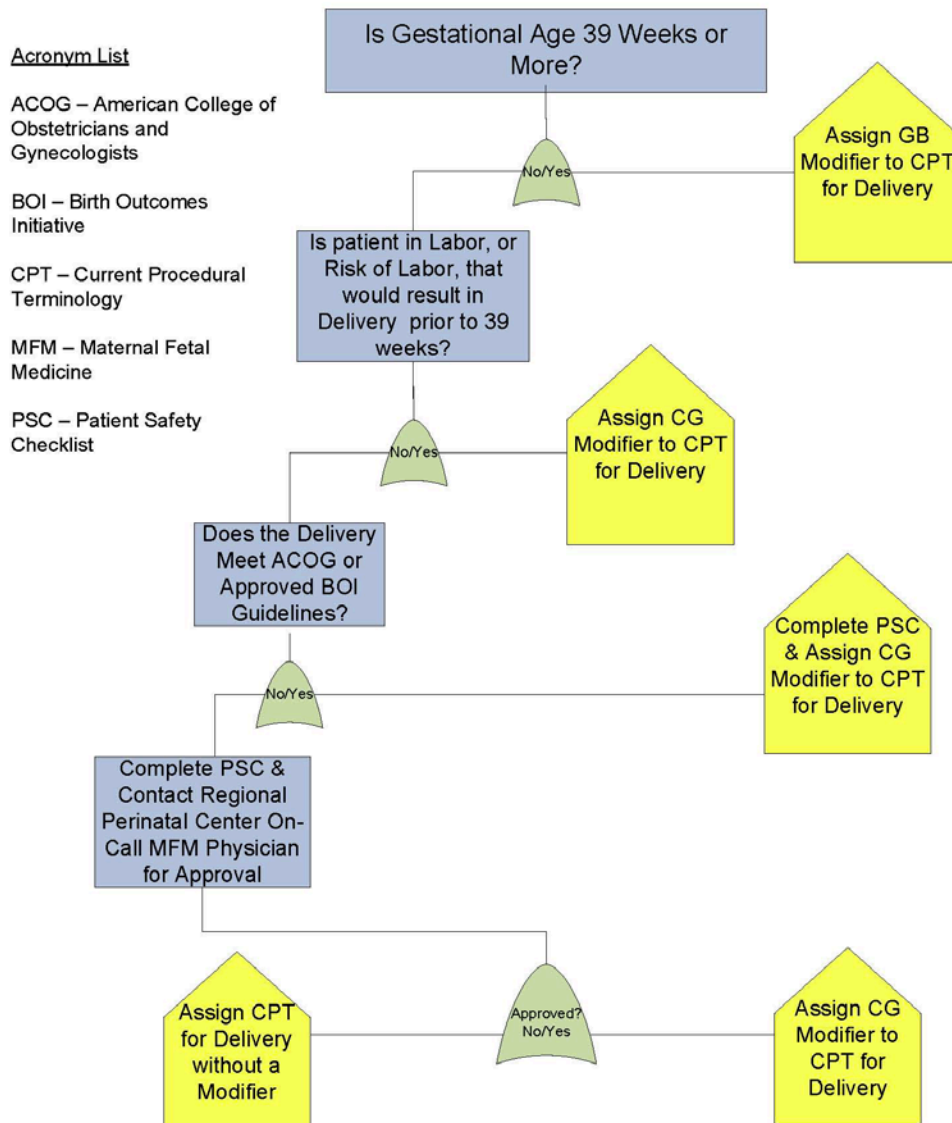 Acronym List
ACOG – American College of
Obstetricians and
Gynecologists
BOI – Birth Outcomes
Initiative
CPT – Current Procedural
Terminology
MFM – Maternal Fetal
Medicine
PSC – Patient Safety
Checklist
Is Gestational Age 39 Weeks or
More?
No/Yes
Assign GB
Modifier to CPT
for Delivery
Is patient in Labor, or
Risk of Labor, that
would result in
Delivery prior to 39
weeks?
No/Yes
Assign CG
Modifier to CPT
for Delivery
Does the Delivery
Meet ACOG or
Approved BOI
Guidelines?
No/Yes
Complete PSC
& Assign CG
Modifier to CPT
for Delivery
Complete PSC &
Contact Regional
Perinatal Center On-
Call MFM Physician
for Approval
Approved?
No/Yes
Assign CPT
for Delivery
without a
Modifier
Assign CG
Modifier to
CPT for
Delivery